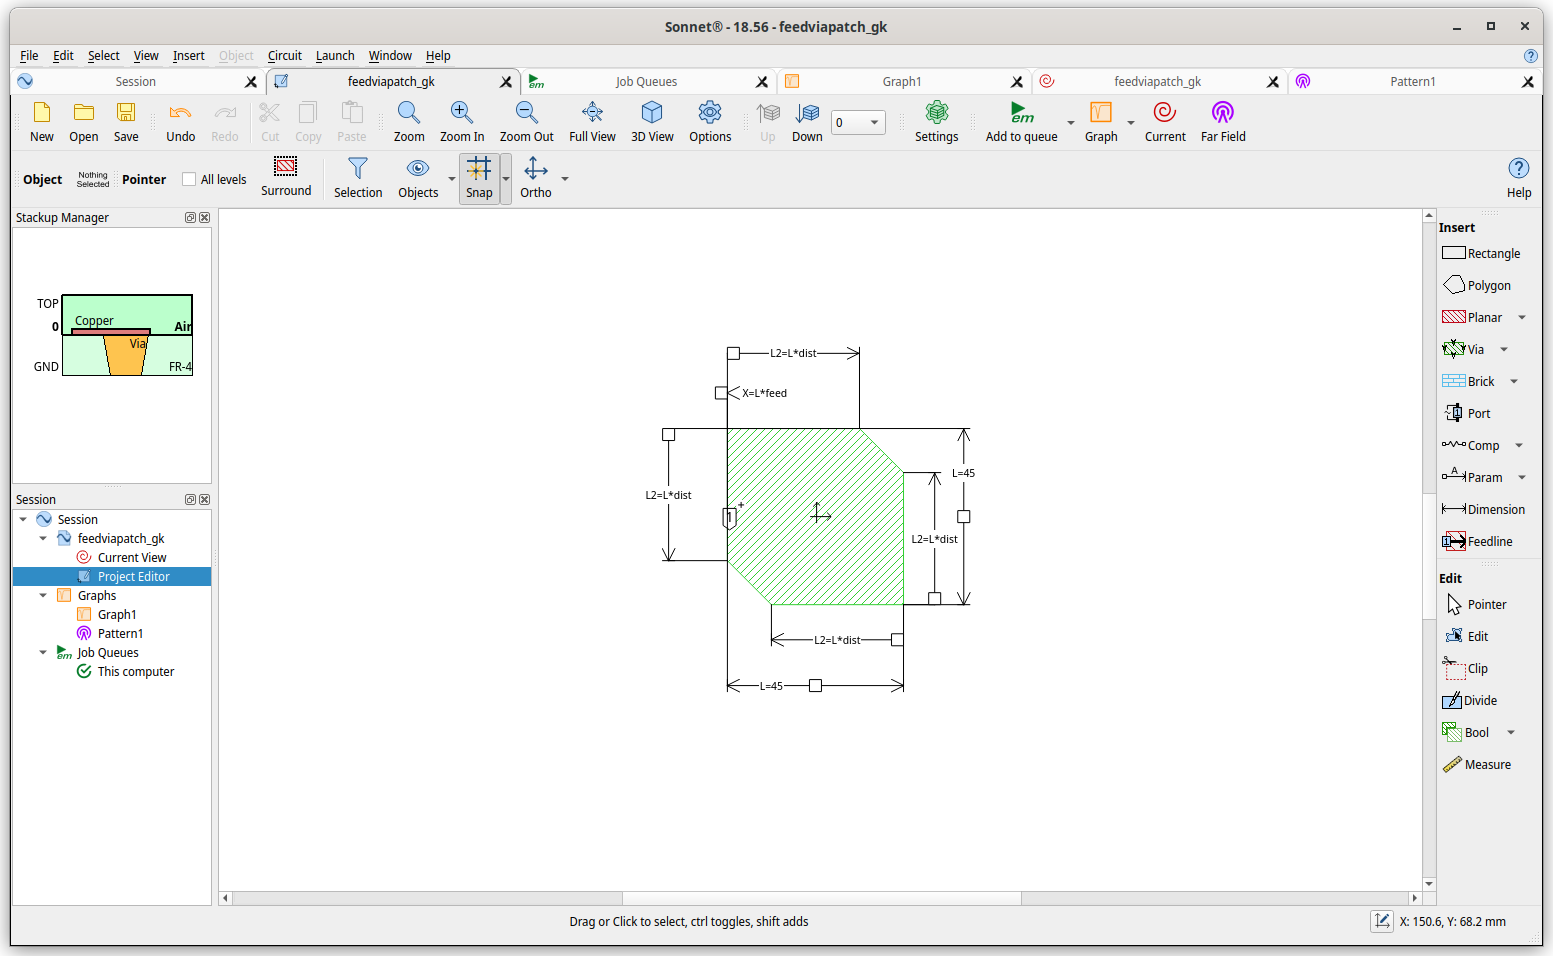 Sonnet® - 18.56 - feedviapatch_gk
File Edit Select View Insert Object Circuit Launch Window Help
Session feedviapatch_gk Job Queues Graph1 feedviapatch_gk Pattern1
New Open Save Undo Redo Cut Copy Paste Zoom Zoom In Zoom Out Full View 3D View Options Up Down 0 Settings Add to queue Graph Current Far Field
Object Nothing Selected Pointer All levels Surround Selection Objects Snap Ortho Help
Stackup Manager
TOP
Copper
0 Air
Via
GND FR-4
Session
Session
feedviapatch_gk
Current View
Project Editor
Graphs
Graph1
Pattern1
Job Queues
This computer
L2=L*dist
X=L*feed
L=45
L2=L*dist
1
L2=L*dist
L2=L*dist
L=45
Insert
Rectangle
Polygon
Planar
Via
Brick
Port
Comp
Param
Dimension
Feedline
Edit
Pointer
Edit
Clip
Divide
Bool
Measure
Drag or Click to select, ctrl toggles, shift adds
X: 150.6, Y: 68.2 mm